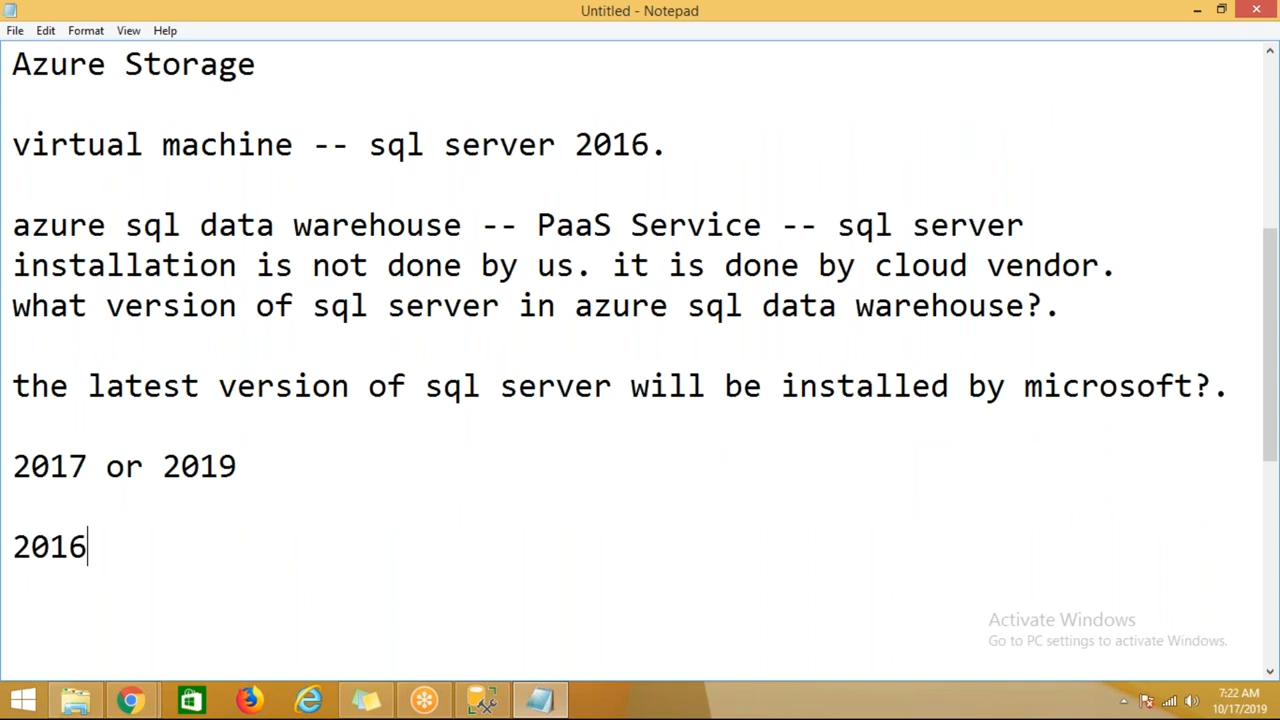 Untitled - Notepad
File Edit Format View Help
Azure Storage
virtual machine -- sql server 2016.
azure sql data warehouse -- PaaS Service -- sql server
installation is not done by us. it is done by cloud vendor.
what version of sql server in azure sql data warehouse?.
the latest version of sql server will be installed by microsoft?.
2017 or 2019
2016
Activate Windows
Go to PC settings to activate Windows.
7:22 AM
10/17/2019